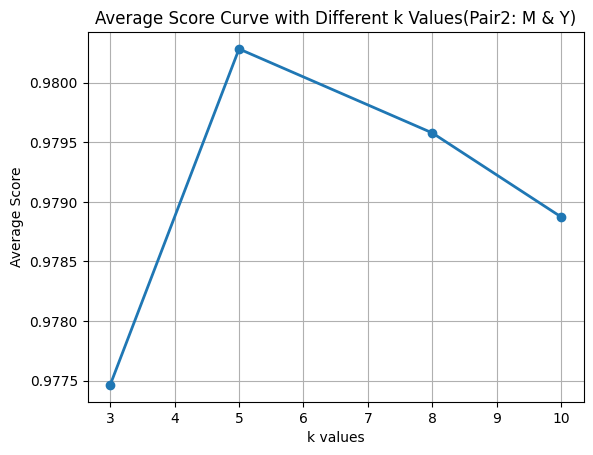 Average Score Curve with Different k Values(Pair2: M & Y)
0.9800
0.9795
0.9790
0.9785
0.9780
0.9775
Average Score
3 4 5 6 7 8 9 10
k values